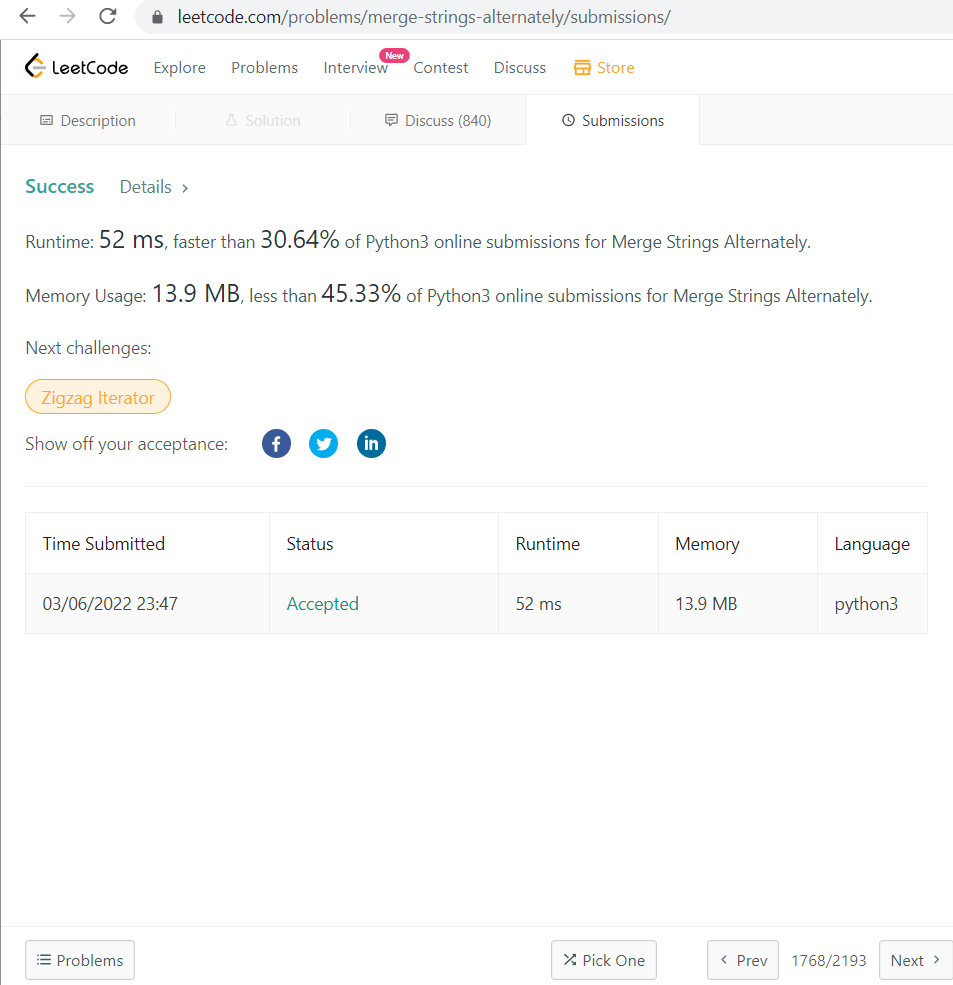 leetcode.com/problems/merge-strings-alternately/submissions/
LeetCode Explore Problems Interview New Contest Discuss Store
Description Solution Discuss (840) Submissions
Success Details ›
Runtime: 52 ms, faster than 30.64% of Python3 online submissions for Merge Strings Alternately.
Memory Usage: 13.9 MB, less than 45.33% of Python3 online submissions for Merge Strings Alternately.
Next challenges:
Zigzag Iterator
Show off your acceptance: f in
Time Submitted Status Runtime Memory Language
03/06/2022 23:47 Accepted 52 ms 13.9 MB python3
Problems Pick One ‹ Prev 1768/2193 Next ›